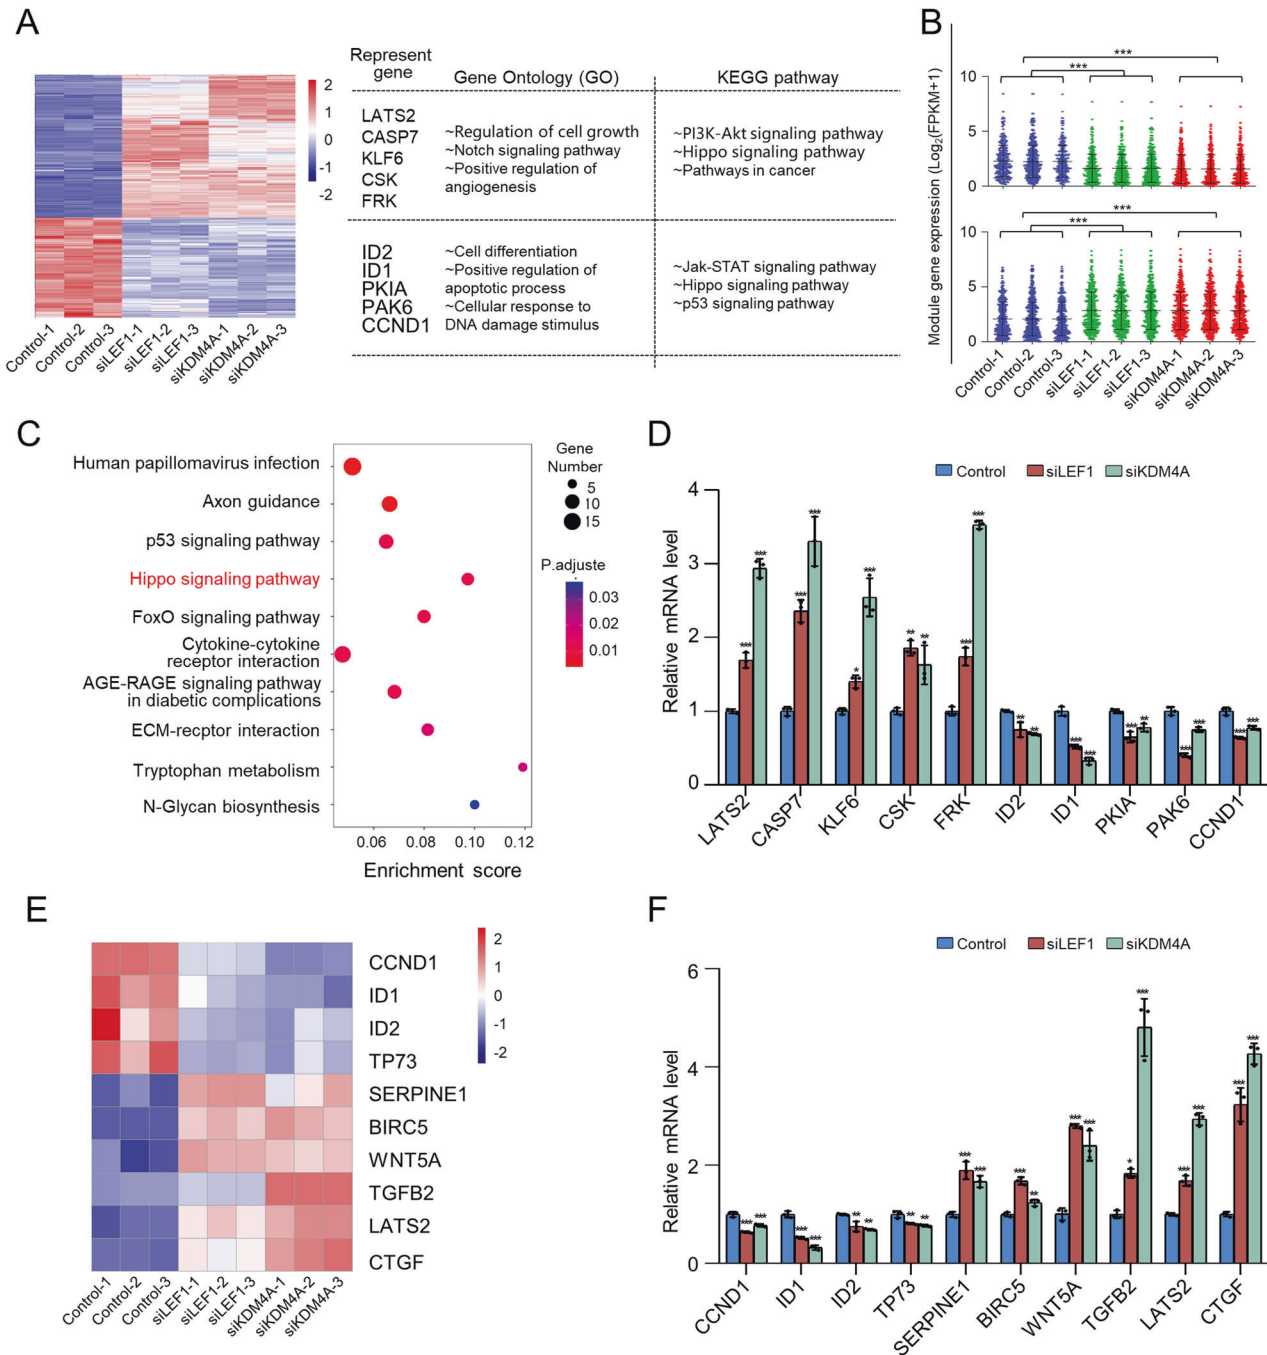 A
2
1
0
-1
-2
Control-1
Control-2
Control-3
siLEF1-1
siLEF1-2
siLEF1-3
siKDM4A-1
siKDM4A-2
siKDM4A-3
Represent
gene
Gene Ontology (GO)
KEGG pathway
LATS2
CASP7
KLF6
CSK
FRK
~Regulation of cell growth
~Notch signaling pathway
~Positive regulation of
angiogenesis
~PI3K-Akt signaling pathway
~Hippo signaling pathway
~Pathways in cancer
ID2
ID1
PKIA
PAK6
CCND1
~Cell differentiation
~Positive regulation of
apoptotic process
~Cellular response to
DNA damage stimulus
~Jak-STAT signaling pathway
~Hippo signaling pathway
~p53 signaling pathway
B
Module gene expression (Log2(FPKM+1)
10
5
0
***
***
10
5
0
***
***
Control-1
Control-2
Control-3
siLEF1-1
siLEF1-2
siLEF1-3
siKDM4A-1
siKDM4A-2
siKDM4A-3
C
Human papillomavirus infection
Axon guidance
p53 signaling pathway
Hippo signaling pathway
FoxO signaling pathway
Cytokine-cytokine
receptor interaction
AGE-RAGE signaling pathway
in diabetic complications
ECM-recptor interaction
Tryptophan metabolism
N-Glycan biosynthesis
0.06
0.08
0.10
0.12
Enrichment score
Gene
Number
5
10
15
P.adjuste
0.03
0.02
0.01
D
Control
siLEF1
siKDM4A
Relative mRNA level
4
3
2
1
0
*** ***
*** ***
* ***
** **
*** ***
** **
*** ***
*** **
*** ***
*** ***
LATS2
CASP7
KLF6
CSK
FRK
ID2
ID1
PKIA
PAK6
CCND1
E
2
1
0
-1
-2
CCND1
ID1
ID2
TP73
SERPINE1
BIRC5
WNT5A
TGFB2
LATS2
CTGF
Control-1
Control-2
Control-3
siLEF1-1
siLEF1-2
siLEF1-3
siKDM4A-1
siKDM4A-2
siKDM4A-3
F
Control
siLEF1
siKDM4A
Relative mRNA level
6
4
2
0
*** ***
*** ***
** **
** **
*** ***
*** **
*** ***
* ***
*** ***
*** ***
CCND1
ID1
ID2
TP73
SERPINE1
BIRC5
WNT5A
TGFB2
LATS2
CTGF